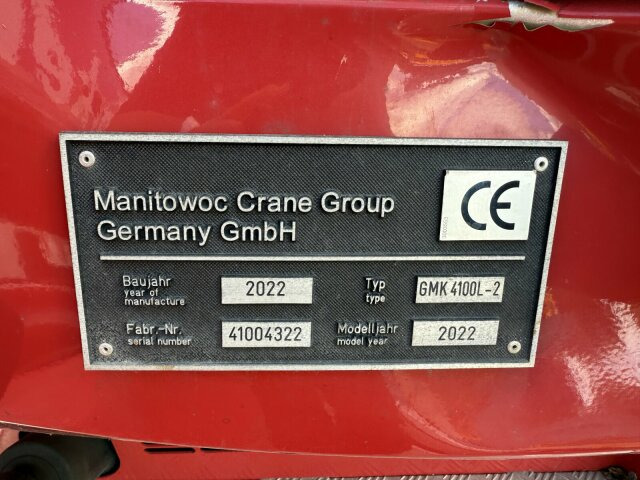 Manitowoc Crane Group
Germany GmbH
CE
Baujahr
year of
manufacture
2022
Typ
type
GMK 4100L-2
Fabr.-Nr.
serial number
41004322
Modelljahr
model year
2022